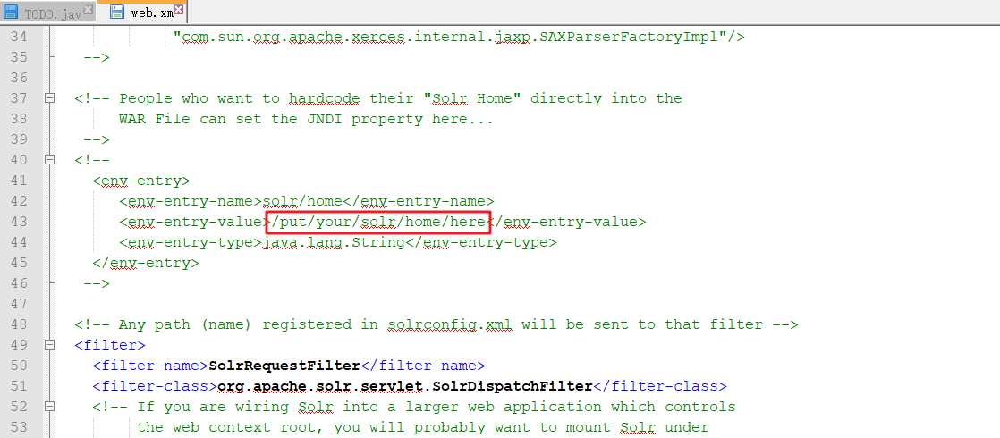 TODO.jav web.xm
34 "com.sun.org.apache.xerces.internal.jaxp.SAXParserFactoryImpl"/>
35 -->
36
37 <!-- People who want to hardcode their "Solr Home" directly into the
38 WAR File can set the JNDI property here...
39 -->
40 <!--
41 <env-entry>
42 <env-entry-name>solr/home</env-entry-name>
43 <env-entry-value>/put/your/solr/home/here</env-entry-value>
44 <env-entry-type>java.lang.String</env-entry-type>
45 </env-entry>
46 -->
47
48 <!-- Any path (name) registered in solrconfig.xml will be sent to that filter -->
49 <filter>
50 <filter-name>SolrRequestFilter</filter-name>
51 <filter-class>org.apache.solr.servlet.SolrDispatchFilter</filter-class>
52 <!-- If you are wiring Solr into a larger web application which controls
53 the web context root, you will probably want to mount Solr under